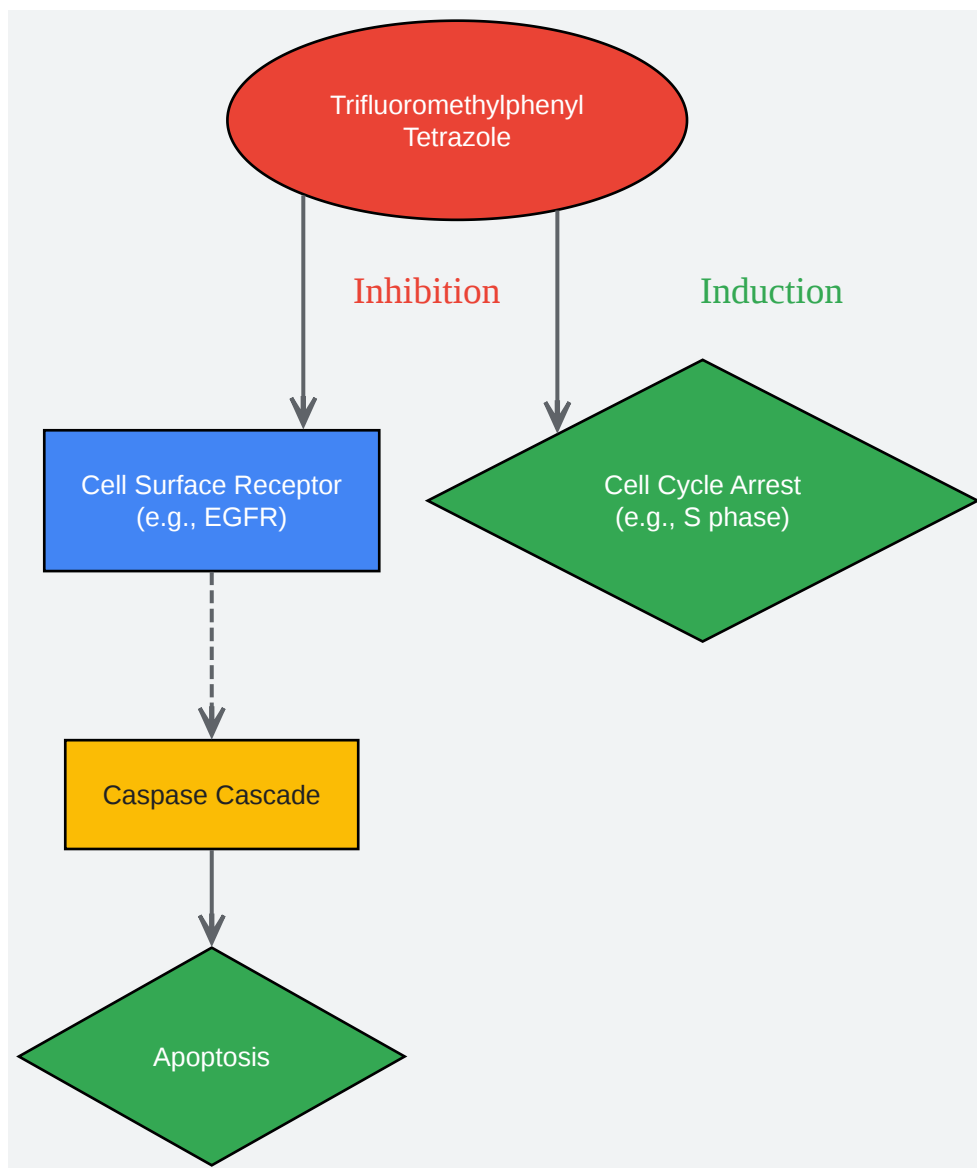 Trifluoromethylphenyl
Tetrazole
Inhibition
Induction
Cell Surface Receptor
(e.g., EGFR)
Cell Cycle Arrest
(e.g., S phase)
Caspase Cascade
Apoptosis